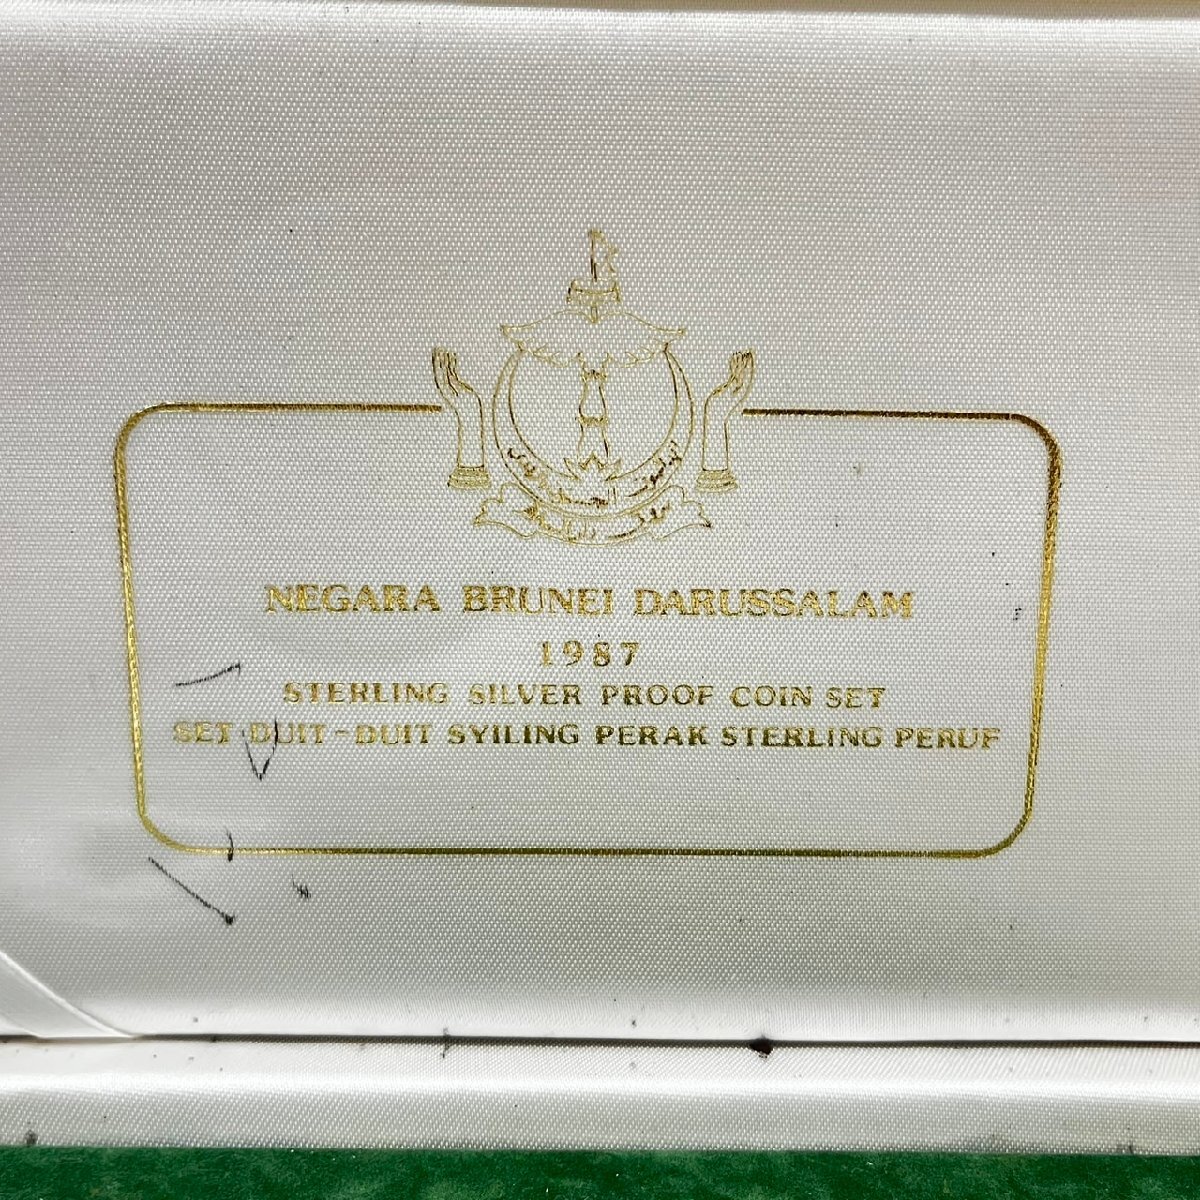 NEGARA BRUNEI DARUSSALAM
1987
STERLING SILVER PROOF COIN SET
SET DUIT-DUIT SYILING PERAK STERLING PERUF